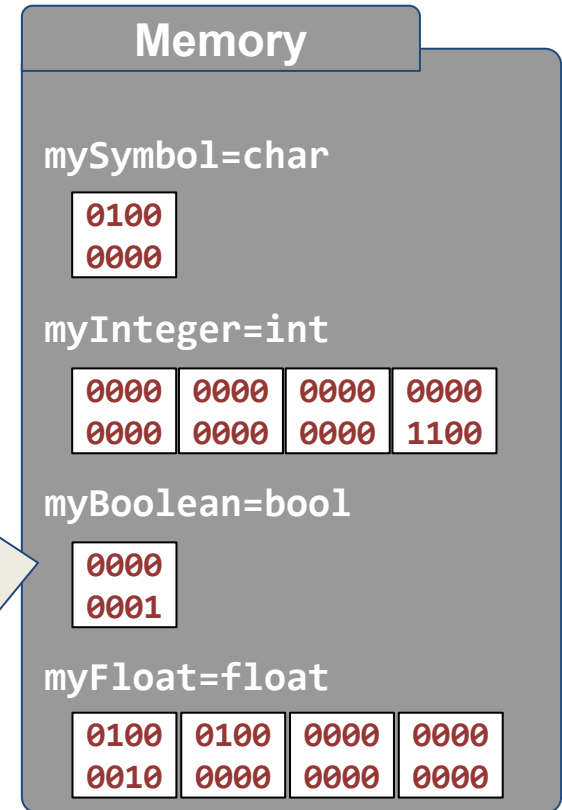 Memory
mySymbol=char
0100
0000
myInteger=int
0000 0000 0000 0000
0000 0000 0000 1100
myBoolean=bool
0000
0001
myFloat=float
0100 0100 0000 0000
0010 0000 0000 0000